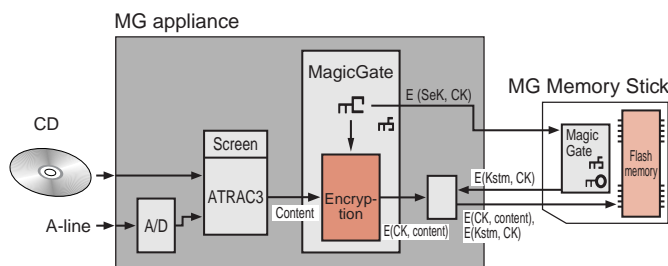 MG appliance
MagicGate
E (SeK, CK)
MG Memory Stick
CD
Screen
ATRAC3
Magic
Gate
Flash
memory
Encryp-
tion
E(Kstm, CK)
Content
A-line
A/D
E(CK, content)
E(CK, content),
E(Kstm, CK)